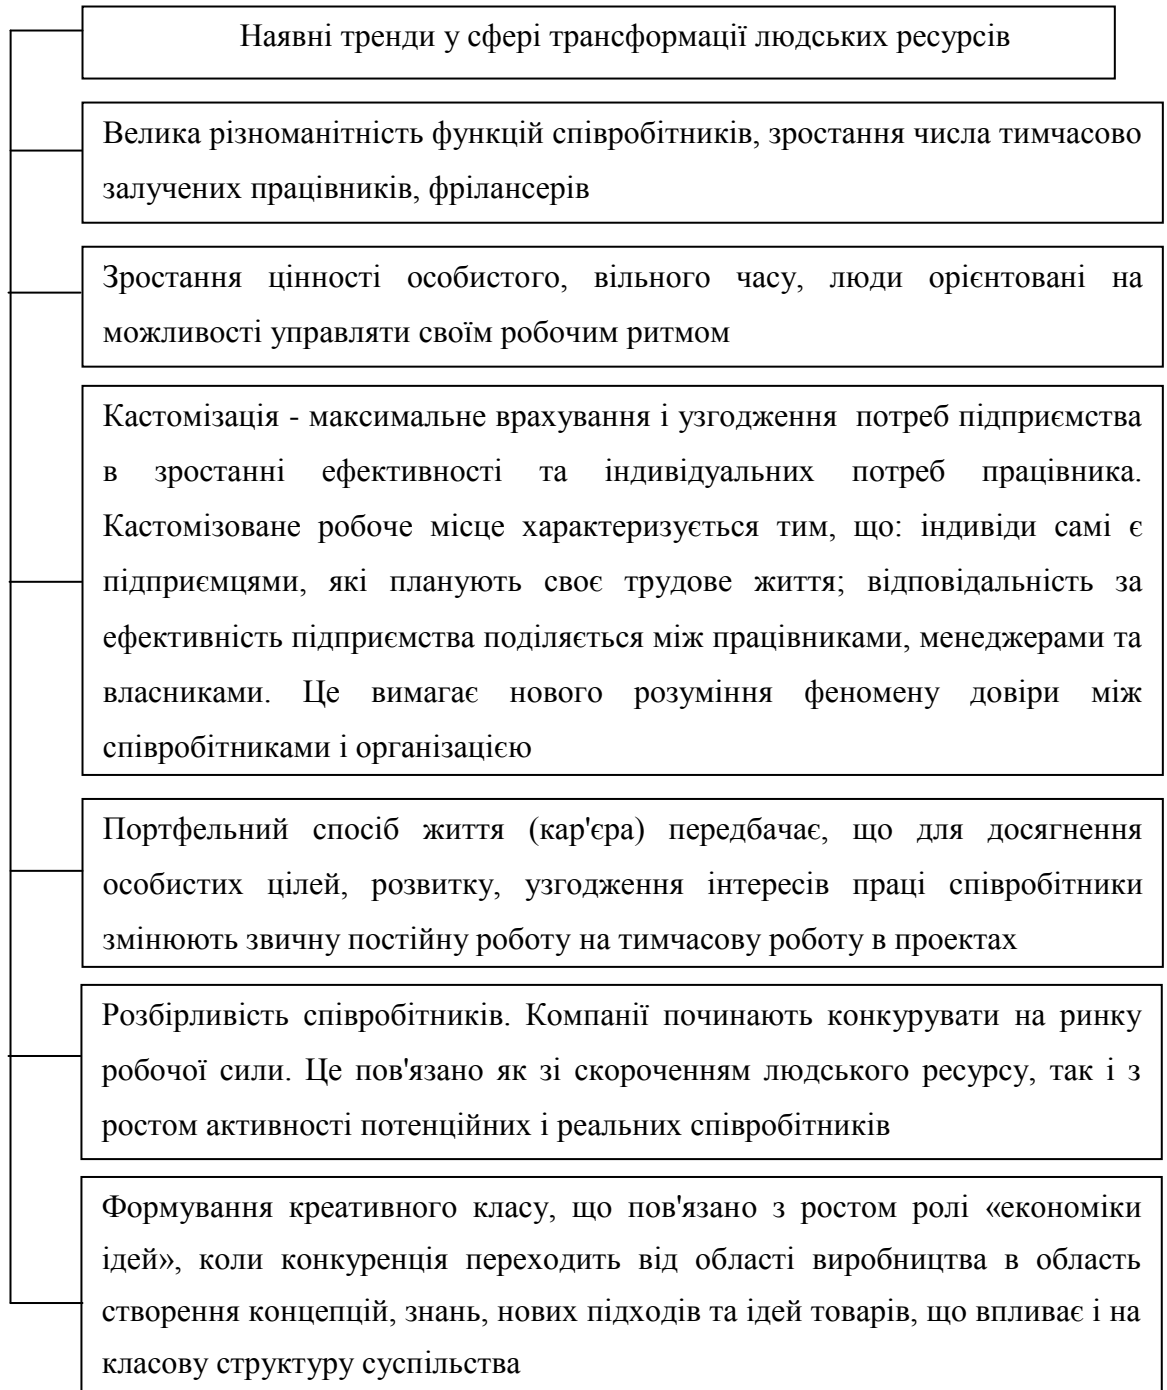 Наявні тренди у сфері трансформації людських ресурсів
Велика різноманітність функцій співробітників, зростання числа тимчасово
залучених працівників, фрілансерів
Зростання цінності особистого, вільного часу, люди орієнтовані на
можливості управляти своїм робочим ритмом
Кастомізація - максимальне врахування і узгодження потреб підприємства
в зростанні ефективності та індивідуальних потреб працівника.
Кастомізоване робоче місце характеризується тим, що: індивіди самі є
підприємцями, які планують своє трудове життя; відповідальність за
ефективність підприємства поділяється між працівниками, менеджерами та
власниками. Це вимагає нового розуміння феномену довіри між
співробітниками і організацією
Портфельний спосіб життя (кар'єра) передбачає, що для досягнення
особистих цілей, розвитку, узгодження інтересів праці співробітники
змінюють звичну постійну роботу на тимчасову роботу в проектах
Розбірливість співробітників. Компанії починають конкурувати на ринку
робочої сили. Це пов'язано як зі скороченням людського ресурсу, так і з
ростом активності потенційних і реальних співробітників
Формування креативного класу, що пов'язано з ростом ролі «економіки
ідей», коли конкуренція переходить від області виробництва в область
створення концепцій, знань, нових підходів та ідей товарів, що впливає і на
класову структуру суспільства